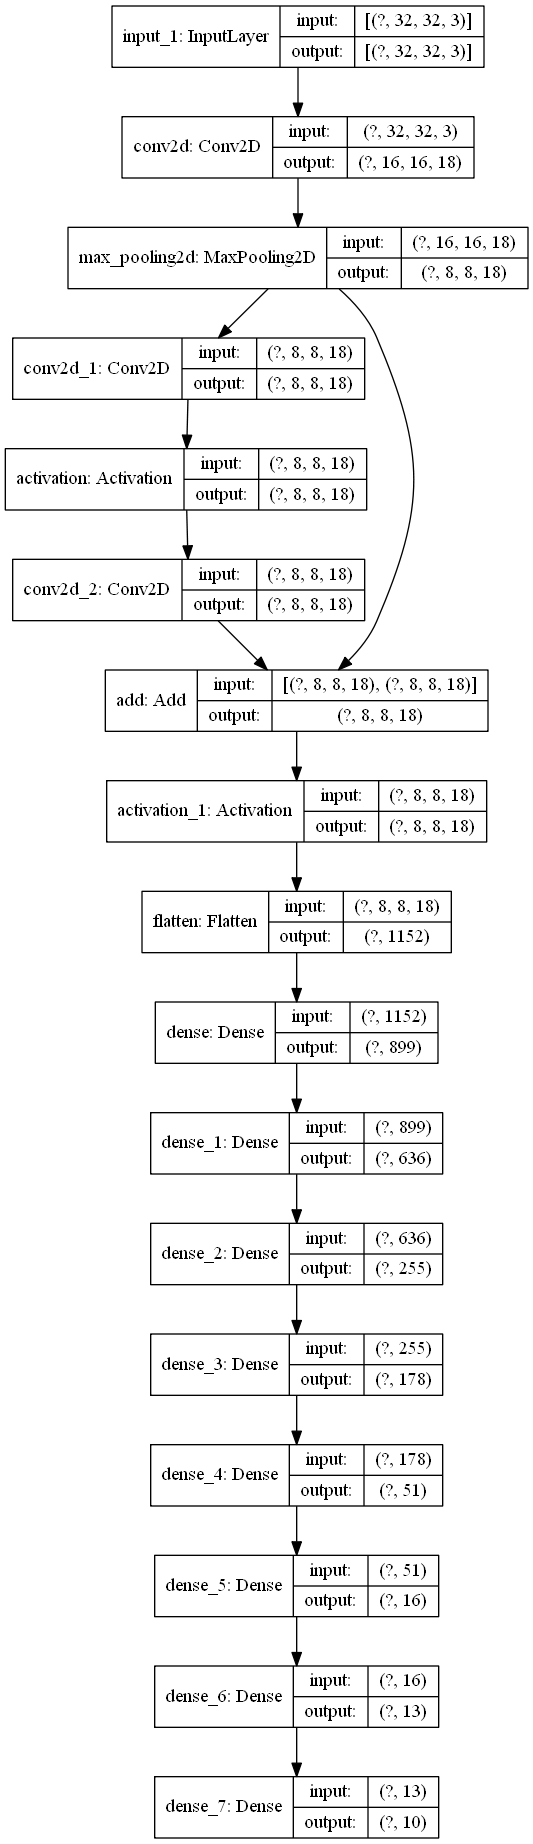 input_1: InputLayer
input:
[(?, 32, 32, 3)]
output:
[(?, 32, 32, 3)]
conv2d: Conv2D
input:
(?, 32, 32, 3)
output:
(?, 16, 16, 18)
max_pooling2d: MaxPooling2D
input:
(?, 16, 16, 18)
output:
(?, 8, 8, 18)
conv2d_1: Conv2D
input:
(?, 8, 8, 18)
output:
(?, 8, 8, 18)
activation: Activation
input:
(?, 8, 8, 18)
output:
(?, 8, 8, 18)
conv2d_2: Conv2D
input:
(?, 8, 8, 18)
output:
(?, 8, 8, 18)
add: Add
input:
[(?, 8, 8, 18), (?, 8, 8, 18)]
output:
(?, 8, 8, 18)
activation_1: Activation
input:
(?, 8, 8, 18)
output:
(?, 8, 8, 18)
flatten: Flatten
input:
(?, 8, 8, 18)
output:
(?, 1152)
dense: Dense
input:
(?, 1152)
output:
(?, 899)
dense_1: Dense
input:
(?, 899)
output:
(?, 636)
dense_2: Dense
input:
(?, 636)
output:
(?, 255)
dense_3: Dense
input:
(?, 255)
output:
(?, 178)
dense_4: Dense
input:
(?, 178)
output:
(?, 51)
dense_5: Dense
input:
(?, 51)
output:
(?, 16)
dense_6: Dense
input:
(?, 16)
output:
(?, 13)
dense_7: Dense
input:
(?, 13)
output:
(?, 10)